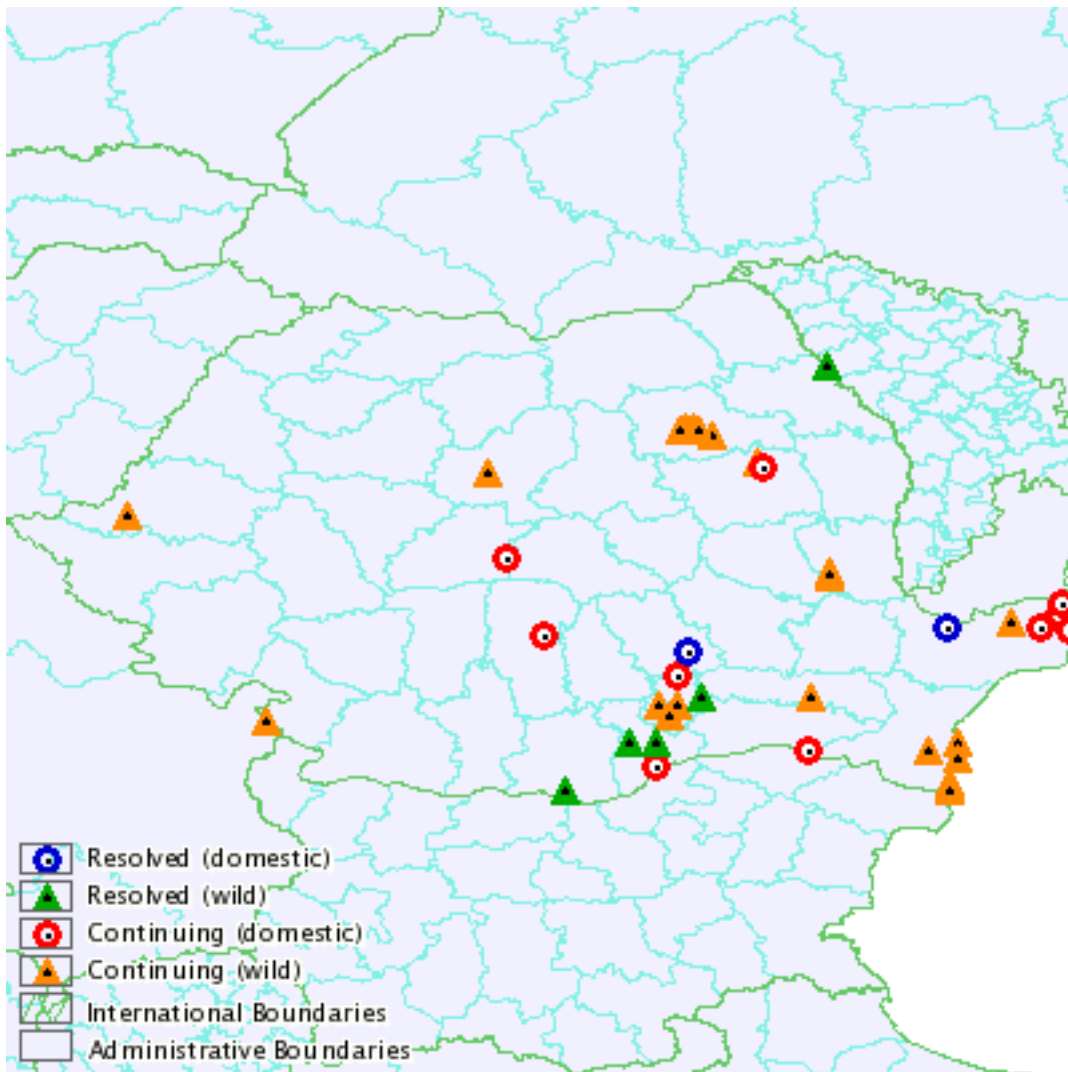 Resolved (domestic)
Resolved (wild)
Continuing (domestic)
Continuing (wild)
International Boundaries
Administrative Boundaries